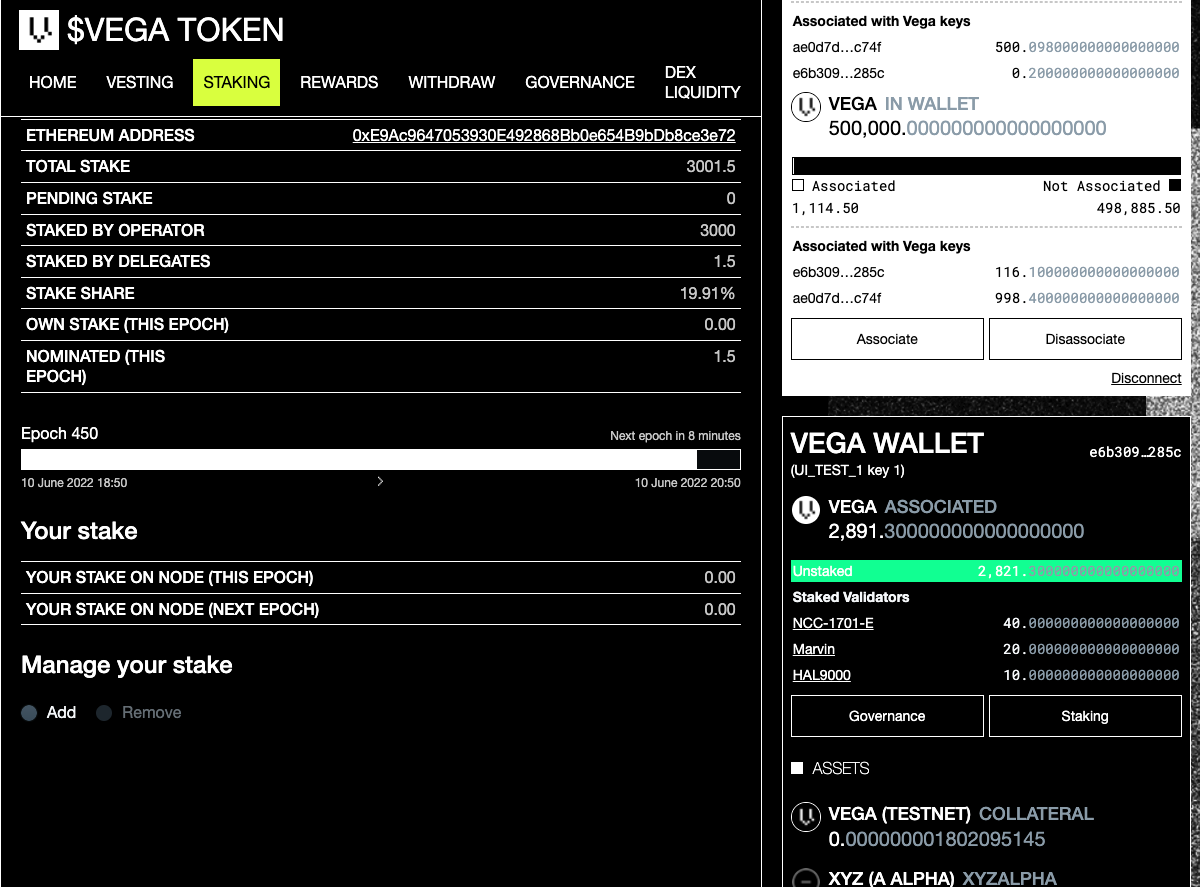 $VEGA TOKEN
HOME VESTING STAKING REWARDS WITHDRAW GOVERNANCE DEX LIQUIDITY
ETHEREUM ADDRESS 0xE9Ac9647053930E492868Bb0e654B9bDb8ce3e72
TOTAL STAKE 3001.5
PENDING STAKE 0
STAKED BY OPERATOR 3000
STAKED BY DELEGATES 1.5
STAKE SHARE 19.91%
OWN STAKE (THIS EPOCH) 0.00
NOMINATED (THIS 1.5
EPOCH)
Epoch 450 Next epoch in 8 minutes
10 June 2022 18:50 > 10 June 2022 20:50
Your stake
YOUR STAKE ON NODE (THIS EPOCH) 0.00
YOUR STAKE ON NODE (NEXT EPOCH) 0.00
Manage your stake
Add Remove
Associated with Vega keys
ae0d7d…c74f 500.098000000000000000
e6b309…285c 0.200000000000000000
VEGA IN WALLET
500,000.000000000000000000
Associated Not Associated
1,114.50 498,885.50
Associated with Vega keys
e6b309…285c 116.100000000000000000
ae0d7d…c74f 998.400000000000000000
Associate Disassociate
Disconnect
VEGA WALLET e6b309…285c
(UI_TEST_1 key 1)
VEGA ASSOCIATED
2,891.300000000000000000
Unstaked 2,821.300000000000000000
Staked Validators
NCC-1701-E 40.000000000000000000
Marvin 20.000000000000000000
HAL9000 10.000000000000000000
Governance Staking
ASSETS
VEGA (TESTNET) COLLATERAL
0.000000001802095145
XYZ (A ALPHA) XYZALPHA